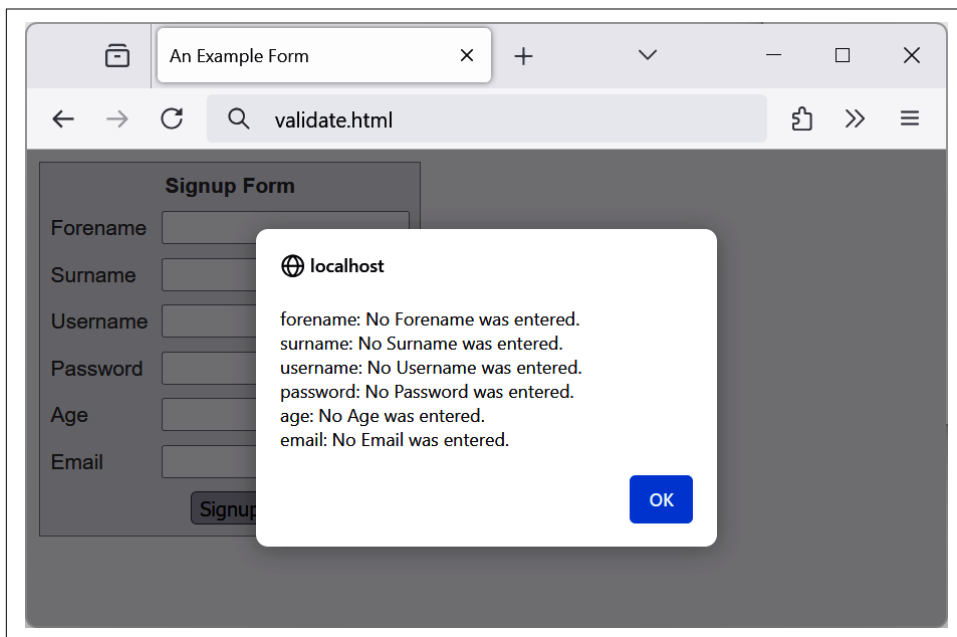 An Example Form
validate.html
Signup Form
Forename
Surname
Username
Password
Age
Email
Signup
localhost
forename: No Forename was entered.
surname: No Surname was entered.
username: No Username was entered.
password: No Password was entered.
age: No Age was entered.
email: No Email was entered.
OK